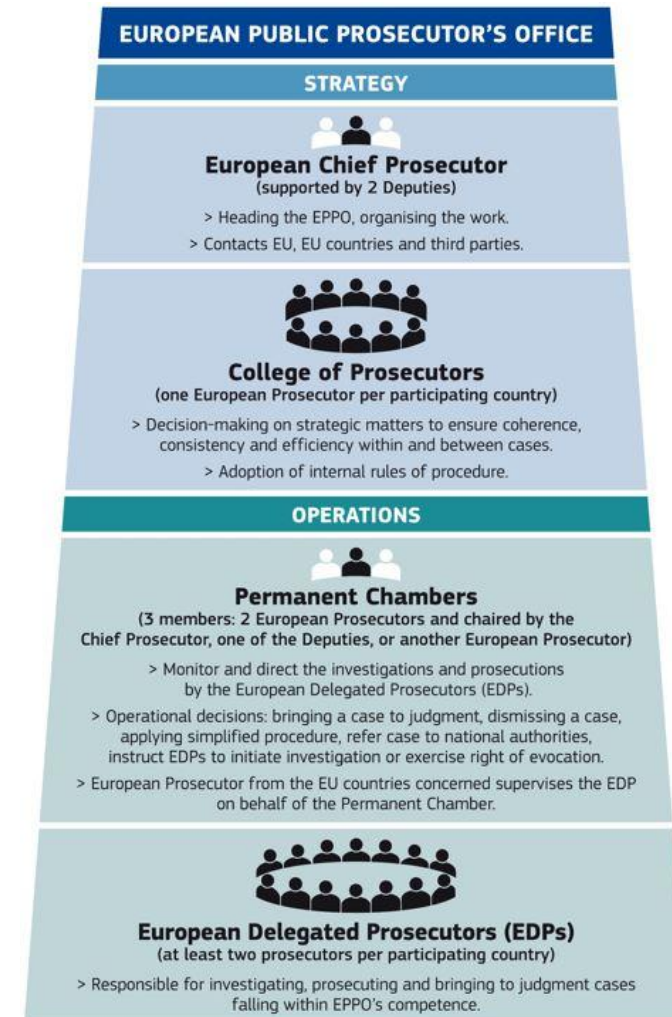 EUROPEAN PUBLIC PROSECUTOR'S OFFICE
STRATEGY
European Chief Prosecutor
(supported by 2 Deputies)
> Heading the EPPO, organising the work.
> Contacts EU, EU countries and third parties.
College of Prosecutors
(one European Prosecutor per participating country)
> Decision-making on strategic matters to ensure coherence,
consistency and efficiency within and between cases.
> Adoption of internal rules of procedure.
OPERATIONS
Permanent Chambers
(3 members: 2 European Prosecutors and chaired by the
Chief Prosecutor, one of the Deputies, or another European Prosecutor)
> Monitor and direct the investigations and prosecutions
by the European Delegated Prosecutors (EDPs).
> Operational decisions: bringing a case to judgment, dismissing a case,
applying simplified procedure, refer case to national authorities,
instruct EDPs to initiate investigation or exercise right of evocation.
> European Prosecutor from the EU countries concerned supervises the EDP
on behalf of the Permanent Chamber.
European Delegated Prosecutors (EDPs)
(at least two prosecutors per participating country)
> Responsible for investigating, prosecuting and bringing to judgment cases
falling within EPPO's competence.